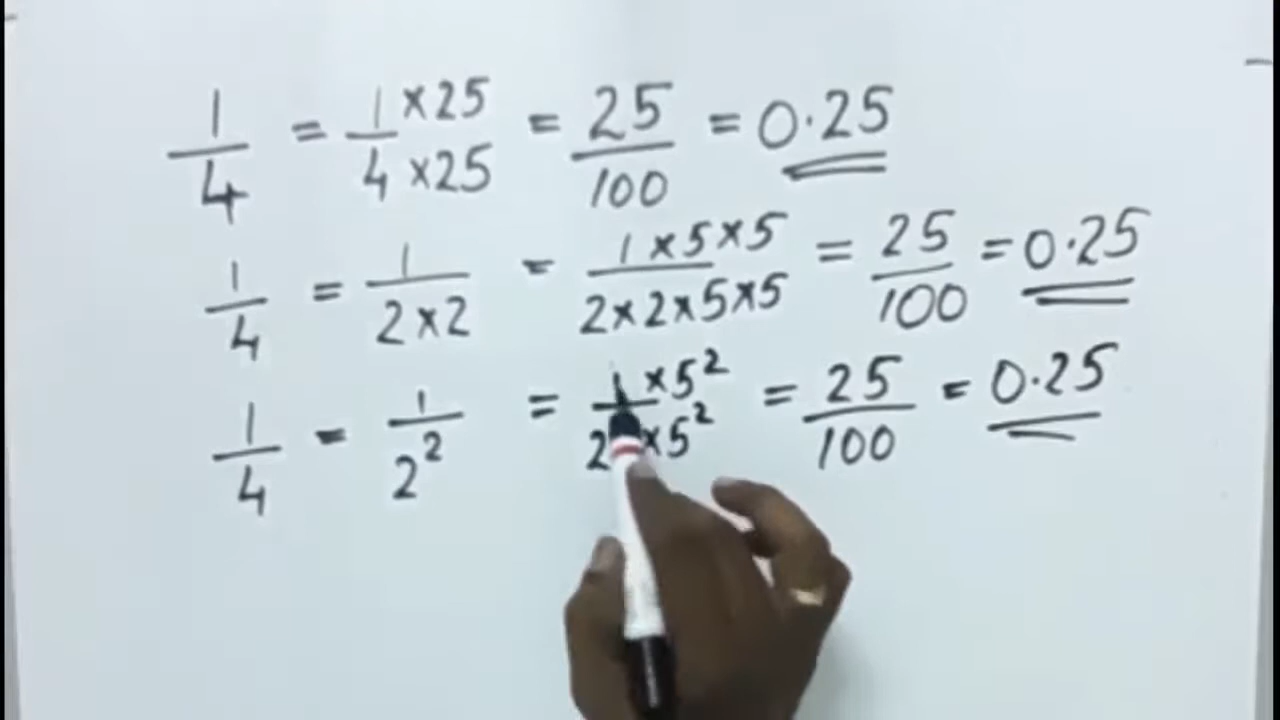 1/4 = 1×25/4×25 = 25/100 = 0.25
1/4 = 1/2×2 = 1×5×5/2×2×5×5 = 25/100 = 0.25
1/4 = 1/2² = 1×5²/2 ×5² = 25/100 = 0.25